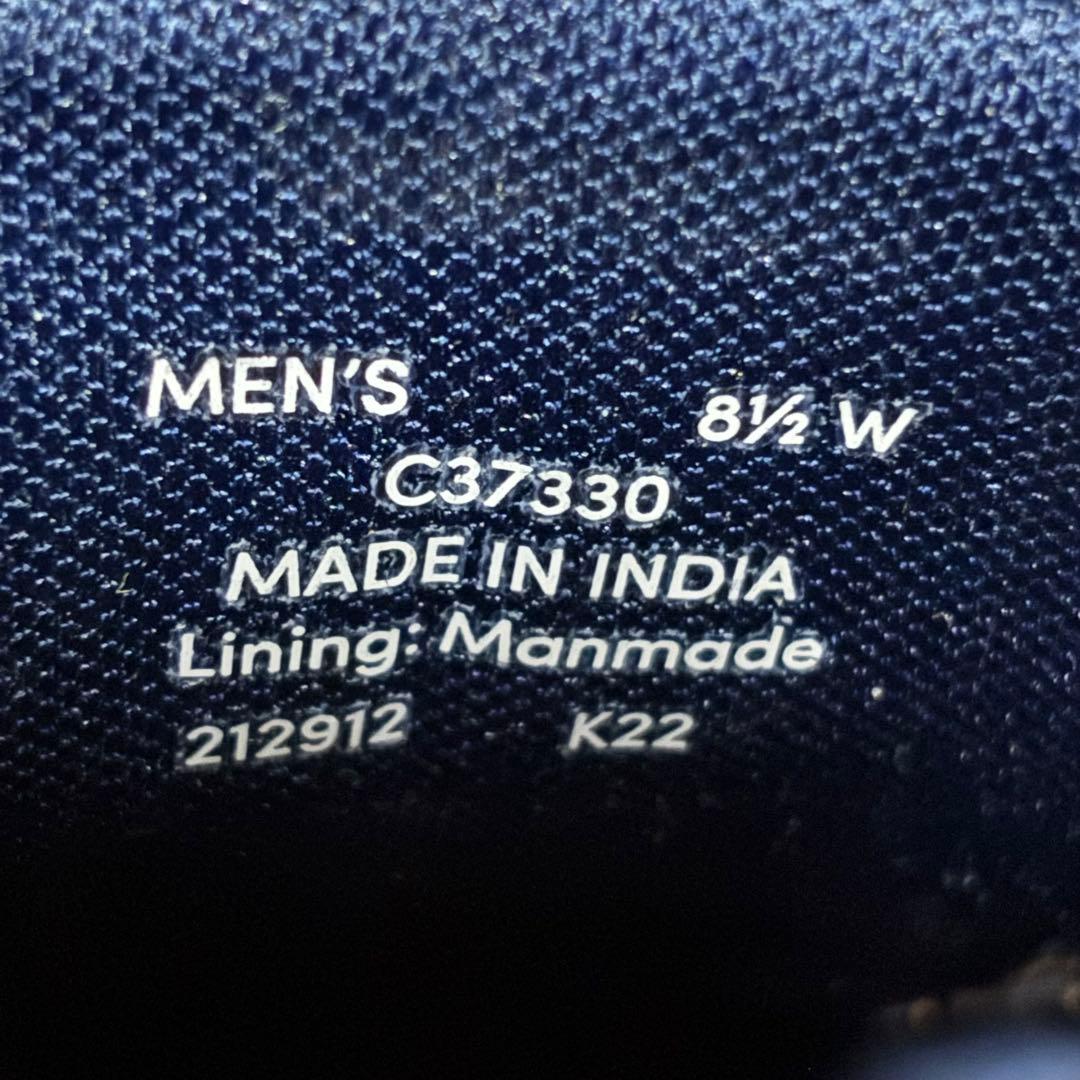 MEN'S 8½ W
C37330
MADE IN INDIA
Lining: Manmade
212912 K22